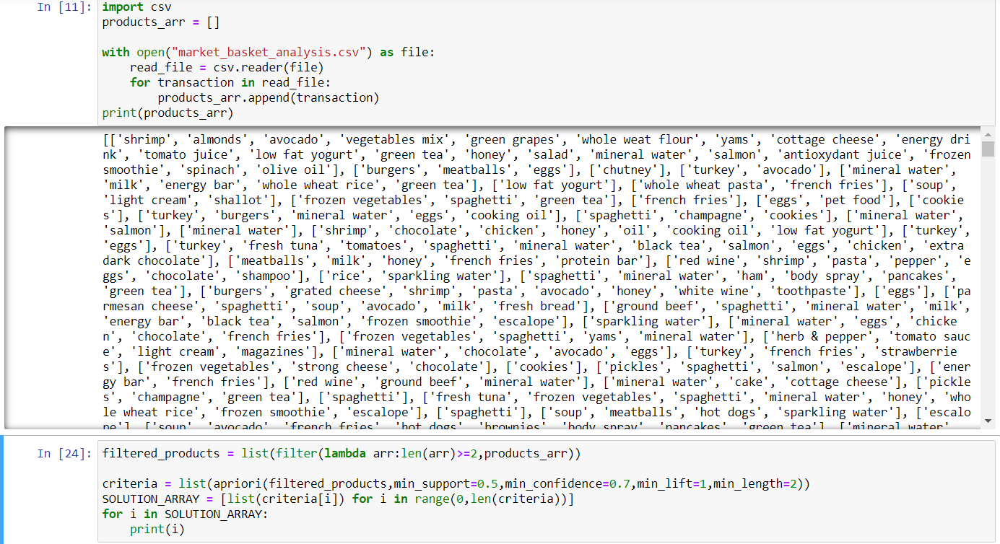 In [11]: import csv
products_arr = []
with open("market_basket_analysis.csv") as file:
read_file = csv.reader(file)
for transaction in read_file:
products_arr.append(transaction)
print(products_arr)
[['shrimp', 'almonds', 'avocado', 'vegetables mix', 'green grapes', 'whole weat flour', 'yams', 'cottage cheese', 'energy dri
nk', 'tomato juice', 'low fat yogurt', 'green tea', 'honey', 'salad', 'mineral water', 'salmon', 'antioxydant juice', 'frozen
smoothie', 'spinach', 'olive oil'], ['burgers', 'meatballs', 'eggs'], ['chutney'], ['turkey', 'avocado'], ['mineral water',
'milk', 'energy bar', 'whole wheat rice', 'green tea'], ['low fat yogurt'], ['whole wheat pasta', 'french fries'], ['soup',
'light cream', 'shallot'], ['frozen vegetables', 'spaghetti', 'green tea'], ['french fries'], ['eggs', 'pet food'], ['cookie
s'], ['turkey', 'burgers', 'mineral water', 'eggs', 'cooking oil'], ['spaghetti', 'champagne', 'cookies'], ['mineral water',
'salmon'], ['mineral water'], ['shrimp', 'chocolate', 'chicken', 'honey', 'oil', 'cooking oil', 'low fat yogurt'], ['turkey',
'eggs'], ['turkey', 'fresh tuna', 'tomatoes', 'spaghetti', 'mineral water', 'black tea', 'salmon', 'eggs', 'chicken', 'extra
dark chocolate'], ['meatballs', 'milk', 'honey', 'french fries', 'protein bar'], ['red wine', 'shrimp', 'pasta', 'pepper', 'e
ggs', 'chocolate', 'shampoo'], ['rice', 'sparkling water'], ['spaghetti', 'mineral water', 'ham', 'body spray', 'pancakes',
'green tea'], ['burgers', 'grated cheese', 'shrimp', 'pasta', 'avocado', 'honey', 'white wine', 'toothpaste'], ['eggs'], ['pa
rmesan cheese', 'spaghetti', 'soup', 'avocado', 'milk', 'fresh bread'], ['ground beef', 'spaghetti', 'mineral water', 'milk',
'energy bar', 'black tea', 'salmon', 'frozen smoothie', 'escalope'], ['sparkling water'], ['mineral water', 'eggs', 'chicke
n', 'chocolate', 'french fries'], ['frozen vegetables', 'spaghetti', 'yams', 'mineral water'], ['herb & pepper', 'tomato sauc
e', 'light cream', 'magazines'], ['mineral water', 'chocolate', 'avocado', 'eggs'], ['turkey', 'french fries', 'strawberrie
s'], ['frozen vegetables', 'strong cheese', 'chocolate'], ['cookies'], ['pickles', 'spaghetti', 'salmon', 'escalope'], ['ener
gy bar', 'french fries'], ['red wine', 'ground beef', 'mineral water'], ['mineral water', 'cake', 'cottage cheese'], ['pickle
s', 'champagne', 'green tea'], ['spaghetti'], ['fresh tuna', 'frozen vegetables', 'spaghetti', 'mineral water', 'honey', 'who
le wheat rice', 'frozen smoothie', 'escalope'], ['spaghetti'], ['soup', 'meatballs', 'hot dogs', 'sparkling water'], ['escalo
pe'], ['soup', 'avocado', 'french fries', 'hot dogs', 'brownies', 'body spray', 'pancakes', 'green tea'], ['mineral water',
In [24]: filtered_products = list(filter(lambda arr:len(arr)>=2,products_arr))
criteria = list(apriori(filtered_products,min_support=0.5,min_confidence=0.7,min_lift=1,min_length=2))
SOLUTION_ARRAY = [list(criteria[i]) for i in range(0,len(criteria))]
for i in SOLUTION_ARRAY:
print(i)